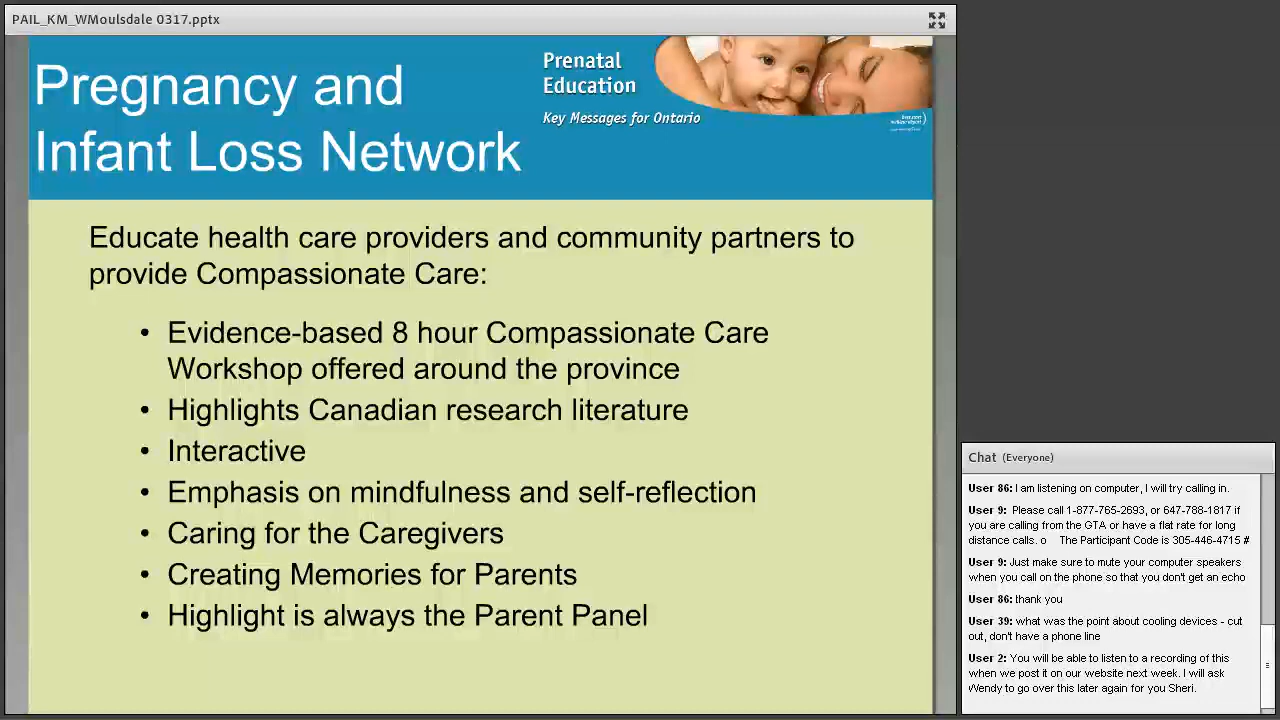 PAIL_KM_WMoulsdale 0317.pptx
Pregnancy and
Infant Loss Network
Prenatal
Education
Key Messages for Ontario
Educate health care providers and community partners to
provide Compassionate Care:
• Evidence-based 8 hour Compassionate Care
Workshop offered around the province
• Highlights Canadian research literature
• Interactive
• Emphasis on mindfulness and self-reflection
• Caring for the Caregivers
• Creating Memories for Parents
• Highlight is always the Parent Panel
Chat (Everyone)
User 86: I am listening on computer, I will try calling in.
User 9: Please call 1-877-765-2693, or 647-788-1817 if
you are calling from the GTA or have a flat rate for long
distance calls. o The Participant Code is 305-446-4715 #
User 9: Just make sure to mute your computer speakers
when you call on the phone so that you don't get an echo
User 86: thank you
User 39: what was the point about cooling devices - cut
out, don't have a phone line
User 2: You will be able to listen to a recording of this
when we post it on our website next week. I will ask
Wendy to go over this later again for you Sheri.